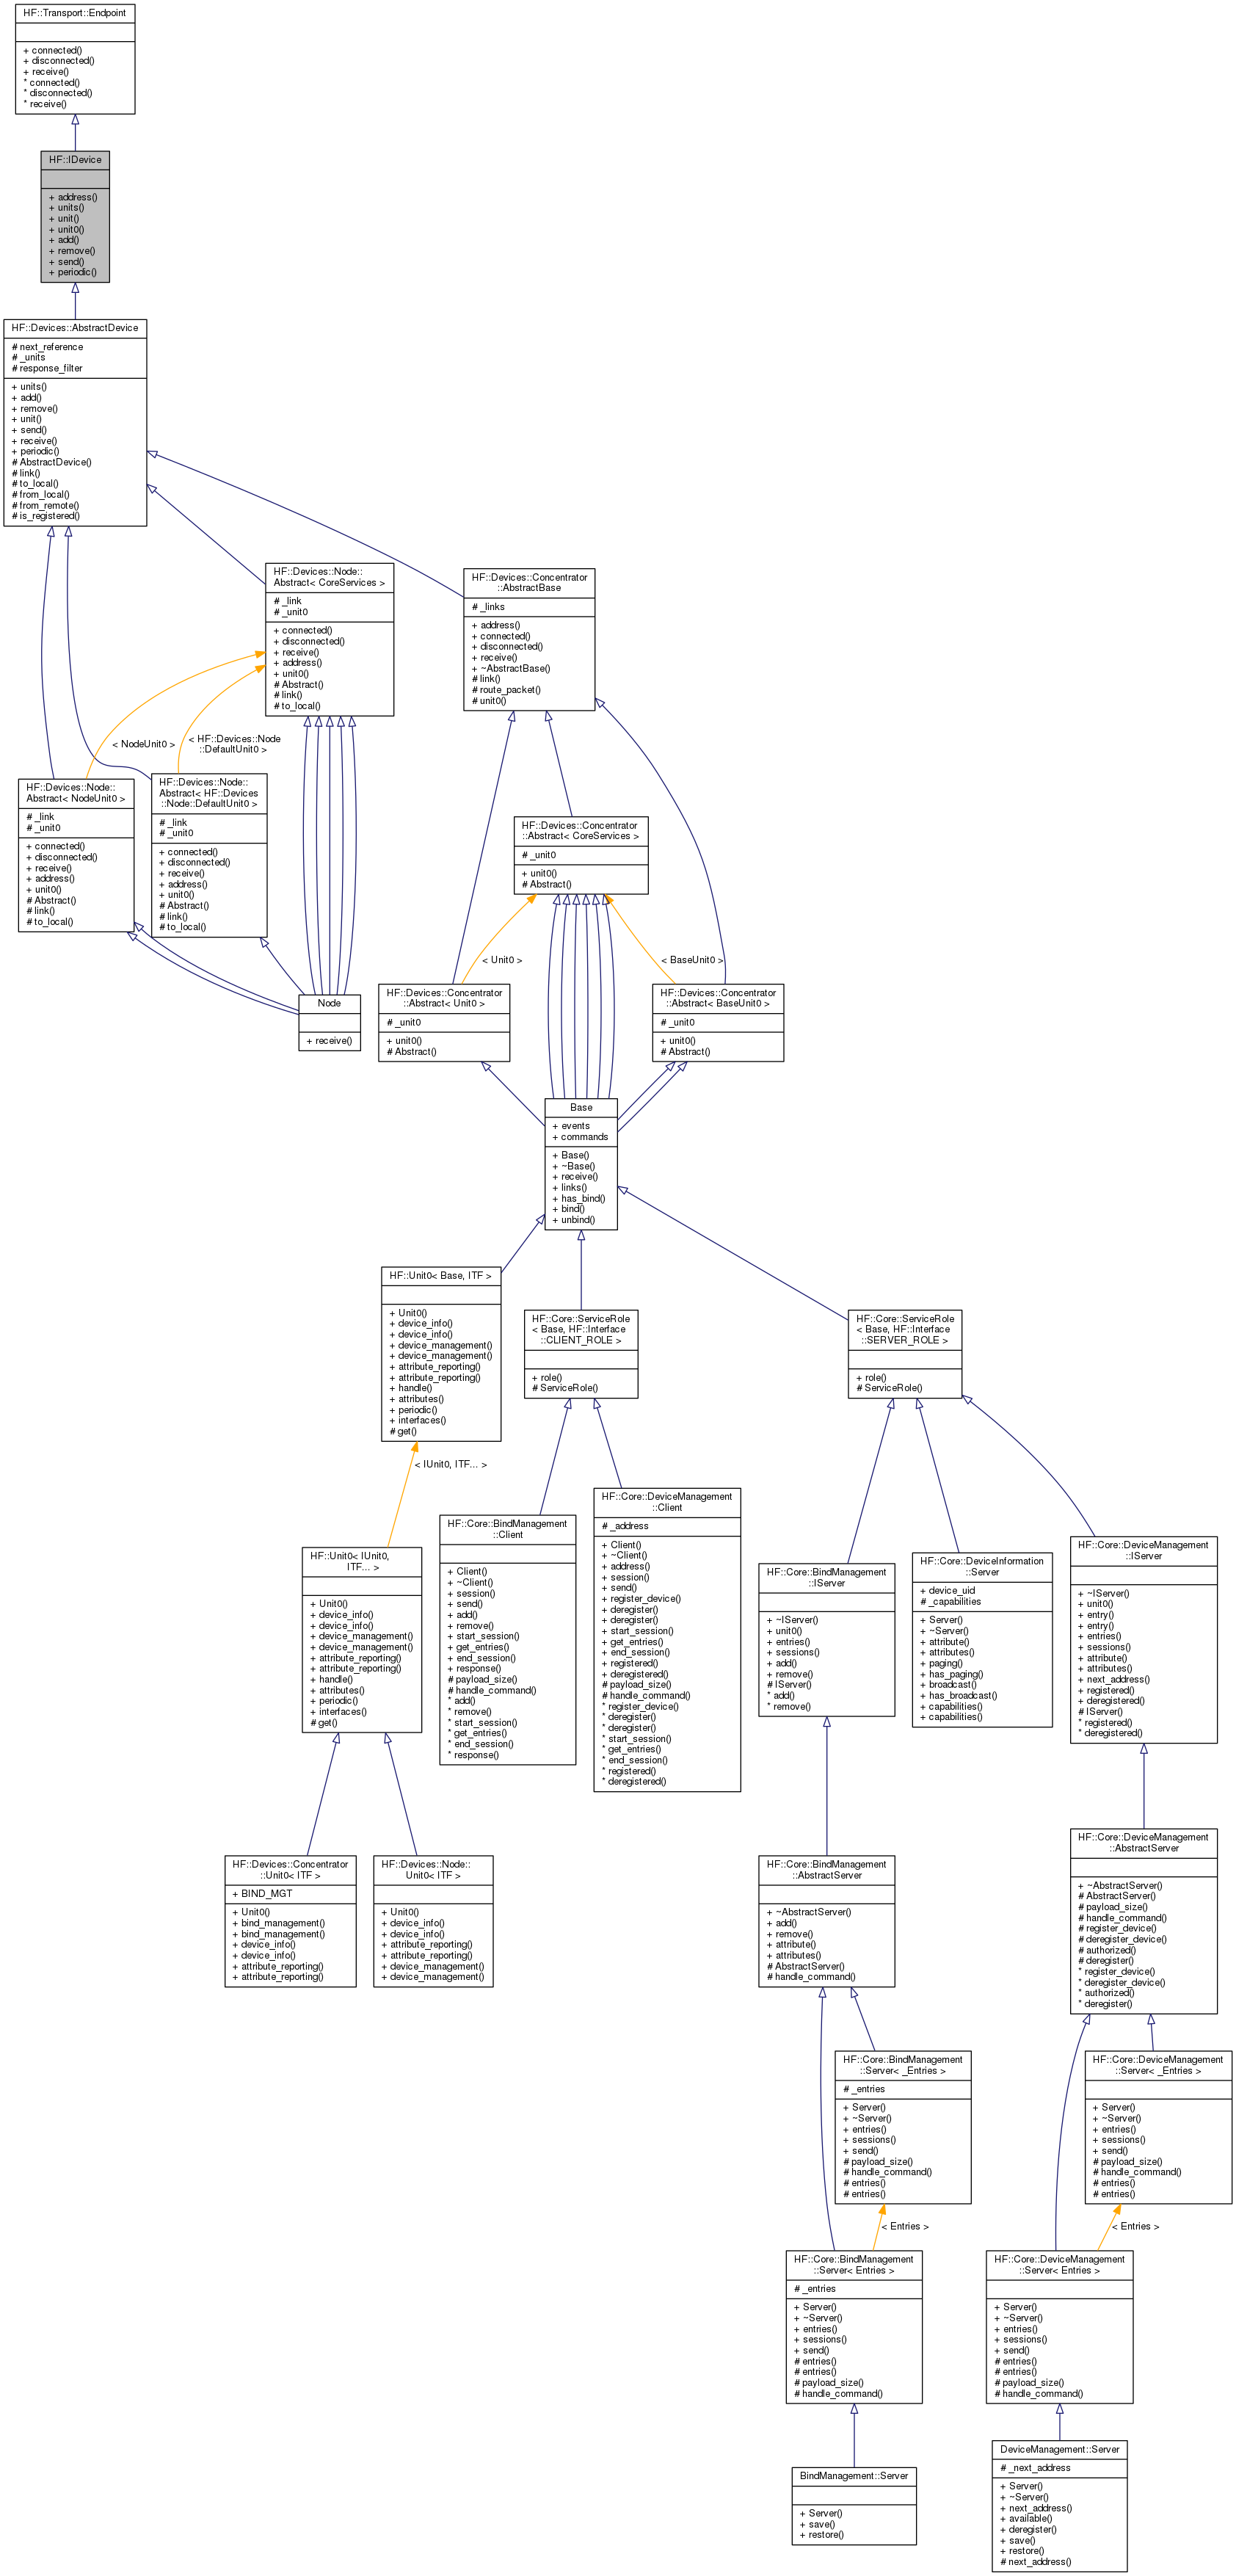 HF::Transport::Endpoint
+ connected()
+ disconnected()
+ receive()
* connected()
* disconnected()
* receive()
HF::IDevice
+ address()
+ units()
+ unit()
+ unit0()
+ add()
+ remove()
+ send()
+ periodic()
HF::Devices::AbstractDevice
# next_reference
# _units
# response_filter
+ units()
+ add()
+ remove()
+ unit()
+ send()
+ receive()
+ periodic()
# AbstractDevice()
# link()
# to_local()
# from_local()
# from_remote()
# is_registered()
HF::Devices::Node::
Abstract< CoreServices >
# _link
# _unit0
+ connected()
+ disconnected()
+ receive()
+ address()
+ unit0()
# Abstract()
# link()
# to_local()
HF::Devices::Concentrator
::AbstractBase
# _links
+ address()
+ connected()
+ disconnected()
+ receive()
+ ~AbstractBase()
# link()
# route_packet()
# unit0()
< NodeUnit0 >
< HF::Devices::Node
::DefaultUnit0 >
HF::Devices::Node::
Abstract< NodeUnit0 >
# _link
# _unit0
+ connected()
+ disconnected()
+ receive()
+ address()
+ unit0()
# Abstract()
# link()
# to_local()
HF::Devices::Node::
Abstract< HF::Devices
::Node::DefaultUnit0 >
# _link
# _unit0
+ connected()
+ disconnected()
+ receive()
+ address()
+ unit0()
# Abstract()
# link()
# to_local()
HF::Devices::Concentrator
::Abstract< CoreServices >
# _unit0
+ unit0()
# Abstract()
< Unit0 >
< BaseUnit0 >
Node
+ receive()
HF::Devices::Concentrator
::Abstract< Unit0 >
# _unit0
+ unit0()
# Abstract()
HF::Devices::Concentrator
::Abstract< BaseUnit0 >
# _unit0
+ unit0()
# Abstract()
Base
+ events
+ commands
+ Base()
+ ~Base()
+ receive()
+ links()
+ has_bind()
+ bind()
+ unbind()
HF::Unit0< Base, ITF >
+ Unit0()
+ device_info()
+ device_info()
+ device_management()
+ device_management()
+ attribute_reporting()
+ attribute_reporting()
+ handle()
+ attributes()
+ periodic()
+ interfaces()
# get()
HF::Core::ServiceRole
< Base, HF::Interface
::CLIENT_ROLE >
+ role()
# ServiceRole()
HF::Core::ServiceRole
< Base, HF::Interface
::SERVER_ROLE >
+ role()
# ServiceRole()
< IUnit0, ITF... >
HF::Unit0< IUnit0,
ITF... >
+ Unit0()
+ device_info()
+ device_info()
+ device_management()
+ device_management()
+ attribute_reporting()
+ attribute_reporting()
+ handle()
+ attributes()
+ periodic()
+ interfaces()
# get()
HF::Core::BindManagement
::Client
+ Client()
+ ~Client()
+ session()
+ send()
+ add()
+ remove()
+ start_session()
+ get_entries()
+ end_session()
+ response()
# payload_size()
# handle_command()
* add()
* remove()
* start_session()
* get_entries()
* end_session()
* response()
HF::Core::DeviceManagement
::Client
# _address
+ Client()
+ ~Client()
+ address()
+ session()
+ send()
+ register_device()
+ deregister()
+ deregister()
+ start_session()
+ get_entries()
+ end_session()
+ registered()
+ deregistered()
# payload_size()
# handle_command()
* register_device()
* deregister()
* deregister()
* start_session()
* get_entries()
* end_session()
* registered()
* deregistered()
HF::Core::BindManagement
::IServer
+ ~IServer()
+ unit0()
+ entries()
+ sessions()
+ add()
+ remove()
# IServer()
* add()
* remove()
HF::Core::DeviceInformation
::Server
+ device_uid
# _capabilities
+ Server()
+ ~Server()
+ attribute()
+ attributes()
+ paging()
+ has_paging()
+ broadcast()
+ has_broadcast()
+ capabilities()
+ capabilities()
HF::Core::DeviceManagement
::IServer
+ ~IServer()
+ unit0()
+ entry()
+ entry()
+ entries()
+ sessions()
+ attribute()
+ attributes()
+ next_address()
+ registered()
+ deregistered()
# IServer()
* registered()
* deregistered()
HF::Devices::Concentrator
::Unit0< ITF >
+ BIND_MGT
+ Unit0()
+ bind_management()
+ bind_management()
+ device_info()
+ device_info()
+ attribute_reporting()
+ attribute_reporting()
HF::Devices::Node::
Unit0< ITF >
+ Unit0()
+ device_info()
+ device_info()
+ attribute_reporting()
+ attribute_reporting()
+ device_management()
+ device_management()
HF::Core::BindManagement
::AbstractServer
+ ~AbstractServer()
+ add()
+ remove()
+ attribute()
+ attributes()
# AbstractServer()
# handle_command()
HF::Core::DeviceManagement
::AbstractServer
+ ~AbstractServer()
# AbstractServer()
# payload_size()
# handle_command()
# register_device()
# deregister_device()
# authorized()
# deregister()
* register_device()
* deregister_device()
* authorized()
* deregister()
HF::Core::BindManagement
::Server< _Entries >
# _entries
+ Server()
+ ~Server()
+ entries()
+ sessions()
+ send()
# payload_size()
# handle_command()
# entries()
# entries()
HF::Core::DeviceManagement
::Server< _Entries >
+ Server()
+ ~Server()
+ entries()
+ sessions()
+ send()
# payload_size()
# handle_command()
# entries()
# entries()
< Entries >
< Entries >
HF::Core::BindManagement
::Server< Entries >
# _entries
+ Server()
+ ~Server()
+ entries()
+ sessions()
+ send()
# entries()
# entries()
# payload_size()
# handle_command()
HF::Core::DeviceManagement
::Server< Entries >
+ Server()
+ ~Server()
+ entries()
+ sessions()
+ send()
# entries()
# entries()
# payload_size()
# handle_command()
BindManagement::Server
+ Server()
+ save()
+ restore()
DeviceManagement::Server
# _next_address
+ Server()
+ ~Server()
+ next_address()
+ available()
+ deregister()
+ save()
+ restore()
# next_address()